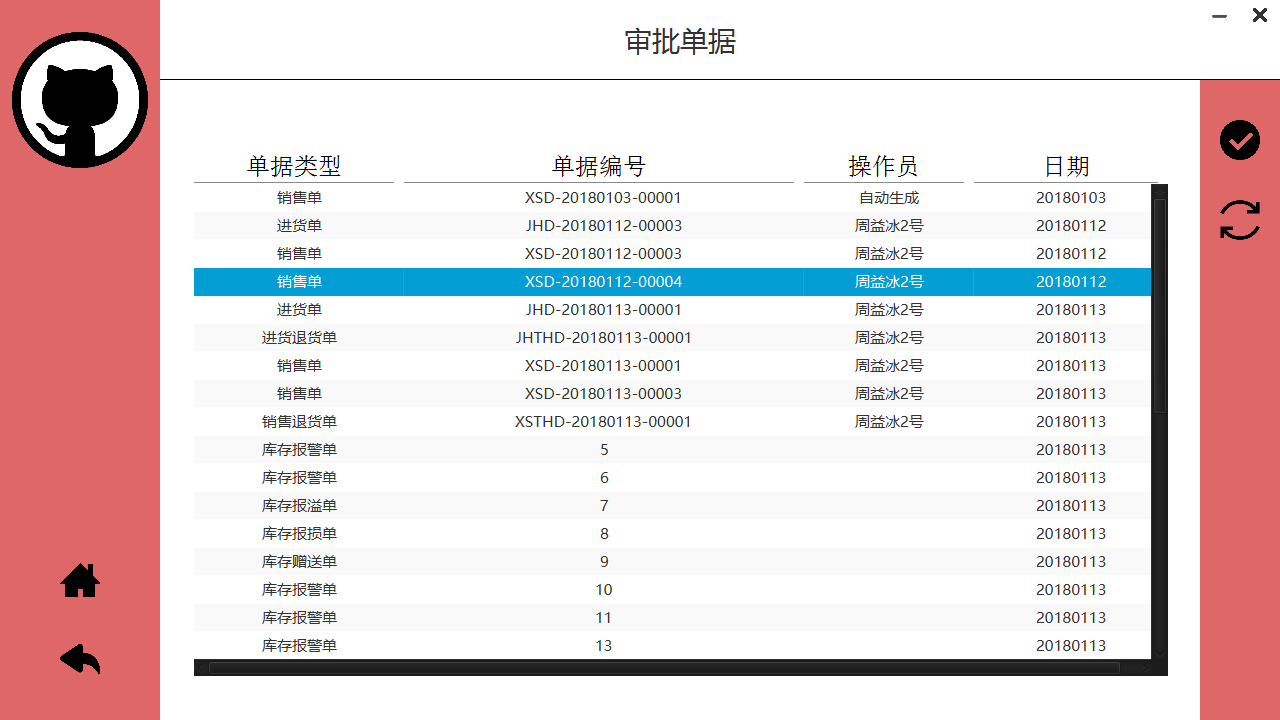 审批单据
单据类型 单据编号 操作员 日期
销售单 XSD-20180103-00001 自动生成 20180103
进货单 JHD-20180112-00003 周益冰2号 20180112
销售单 XSD-20180112-00003 周益冰2号 20180112
销售单 XSD-20180112-00004 周益冰2号 20180112
进货单 JHD-20180113-00001 周益冰2号 20180113
进货退货单 JHTHD-20180113-00001 周益冰2号 20180113
销售单 XSD-20180113-00001 周益冰2号 20180113
销售单 XSD-20180113-00003 周益冰2号 20180113
销售退货单 XSTHD-20180113-00001 周益冰2号 20180113
库存报警单 5 20180113
库存报警单 6 20180113
库存报溢单 7 20180113
库存报损单 8 20180113
库存赠送单 9 20180113
库存报警单 10 20180113
库存报警单 11 20180113
库存报警单 13 20180113